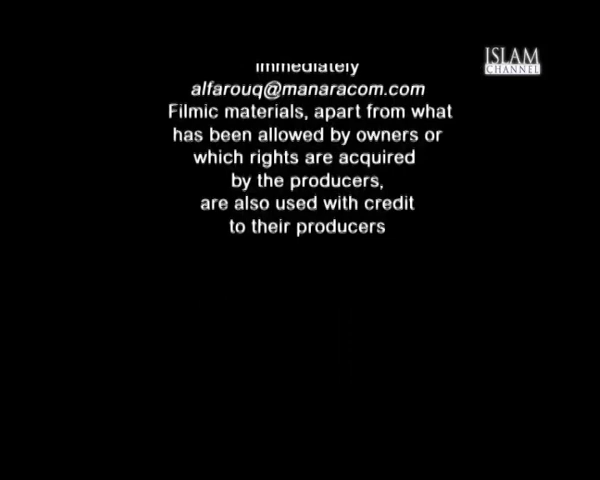 immediately
alfarouq@manaracom.com
Filmic materials, apart from what
has been allowed by owners or
which rights are acquired
by the producers,
are also used with credit
to their producers
ISLAM
CHANNEL